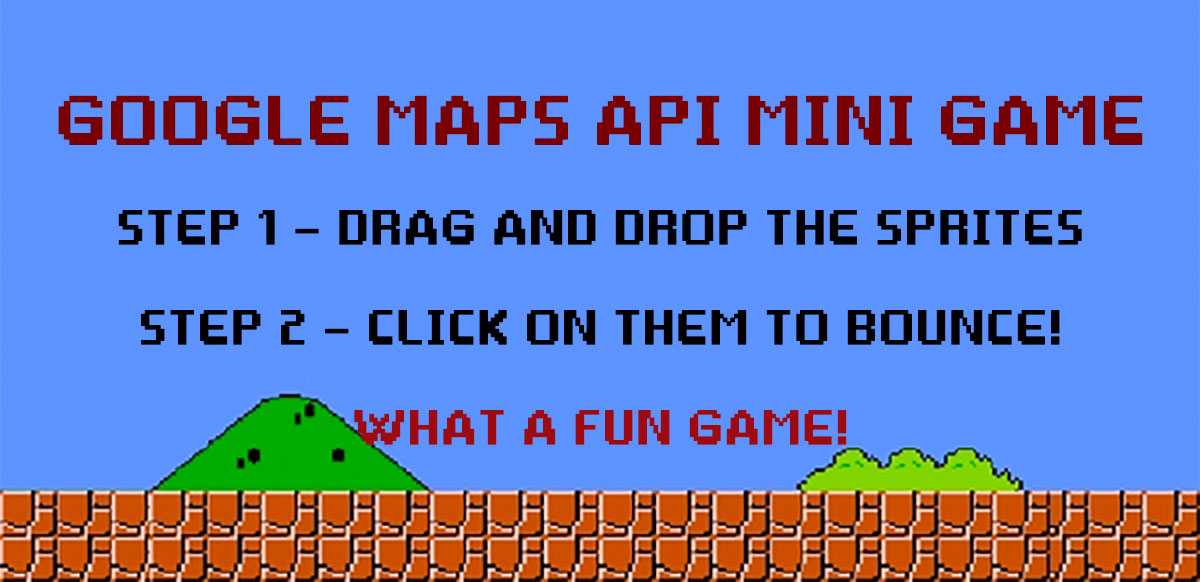 GOOGLE MAPS API MINI GAME
STEP 1 – DRAG AND DROP THE SPRITES
STEP 2 – CLICK ON THEM TO BOUNCE!
WHAT A FUN GAME!